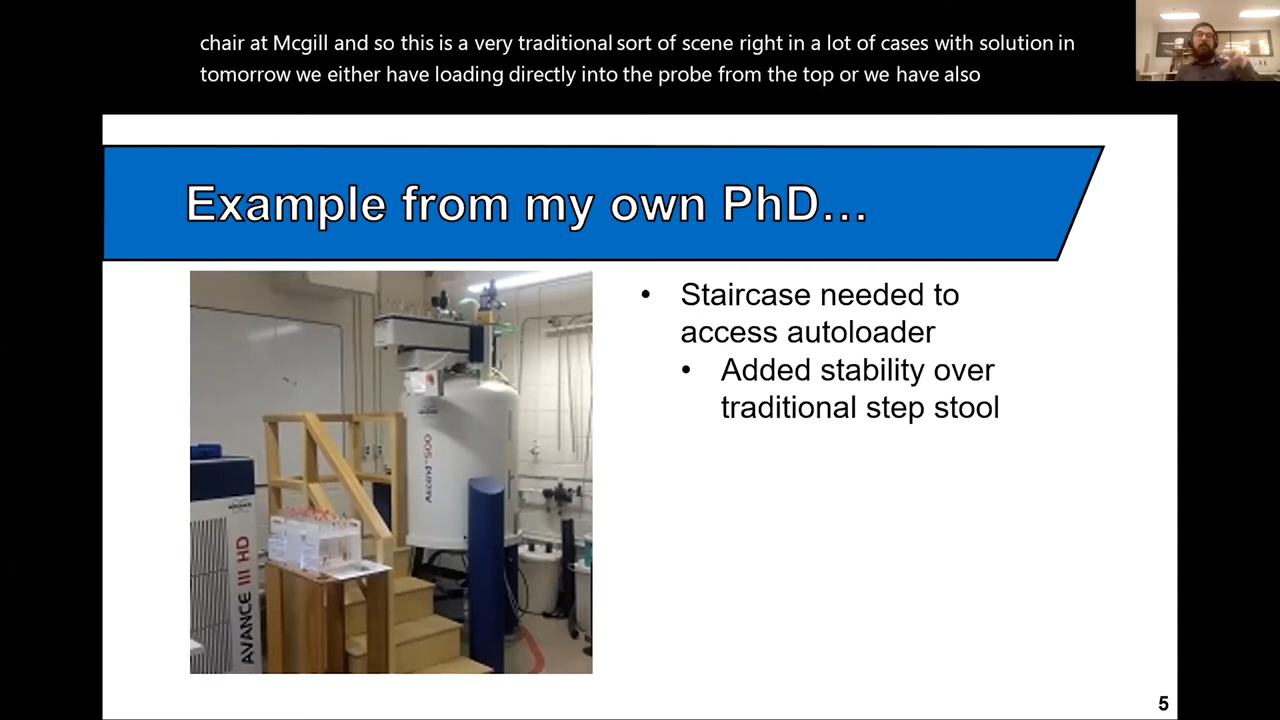 chair at Mcgill and so this is a very traditional sort of scene right in a lot of cases with solution in
tomorrow we either have loading directly into the probe from the top or we have also
Example from my own PhD...
• Staircase needed to
access autoloader
• Added stability over
traditional step stool
Ascend 500
AVANCE III HD
5